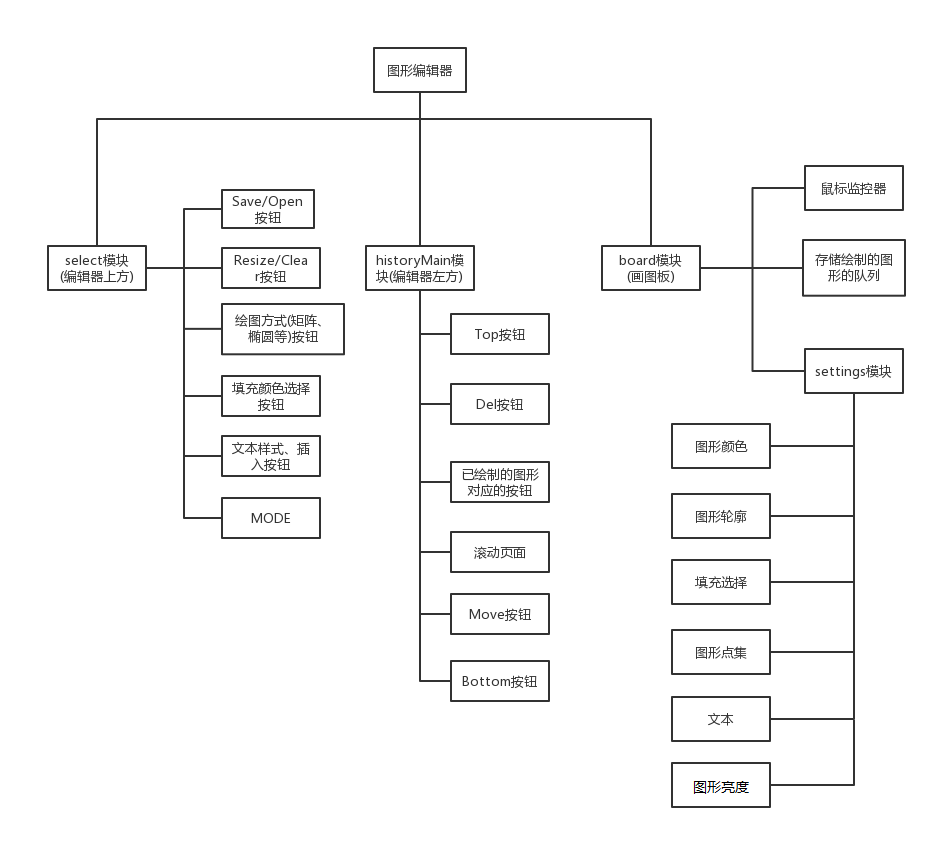 图形编辑器
select模块
(编辑器上方)
Save/Open
按钮
Resize/Clea
r按钮
绘图方式(矩阵、
椭圆等)按钮
填充颜色选择
按钮
文本样式、插
入按钮
MODE
historyMain模
块(编辑器左方)
Top按钮
Del按钮
已绘制的图形
对应的按钮
滚动页面
Move按钮
Bottom按钮
board模块
(画图板)
鼠标监控器
存储绘制的图
形的队列
settings模块
图形颜色
图形轮廓
填充选择
图形点集
文本
图形亮度